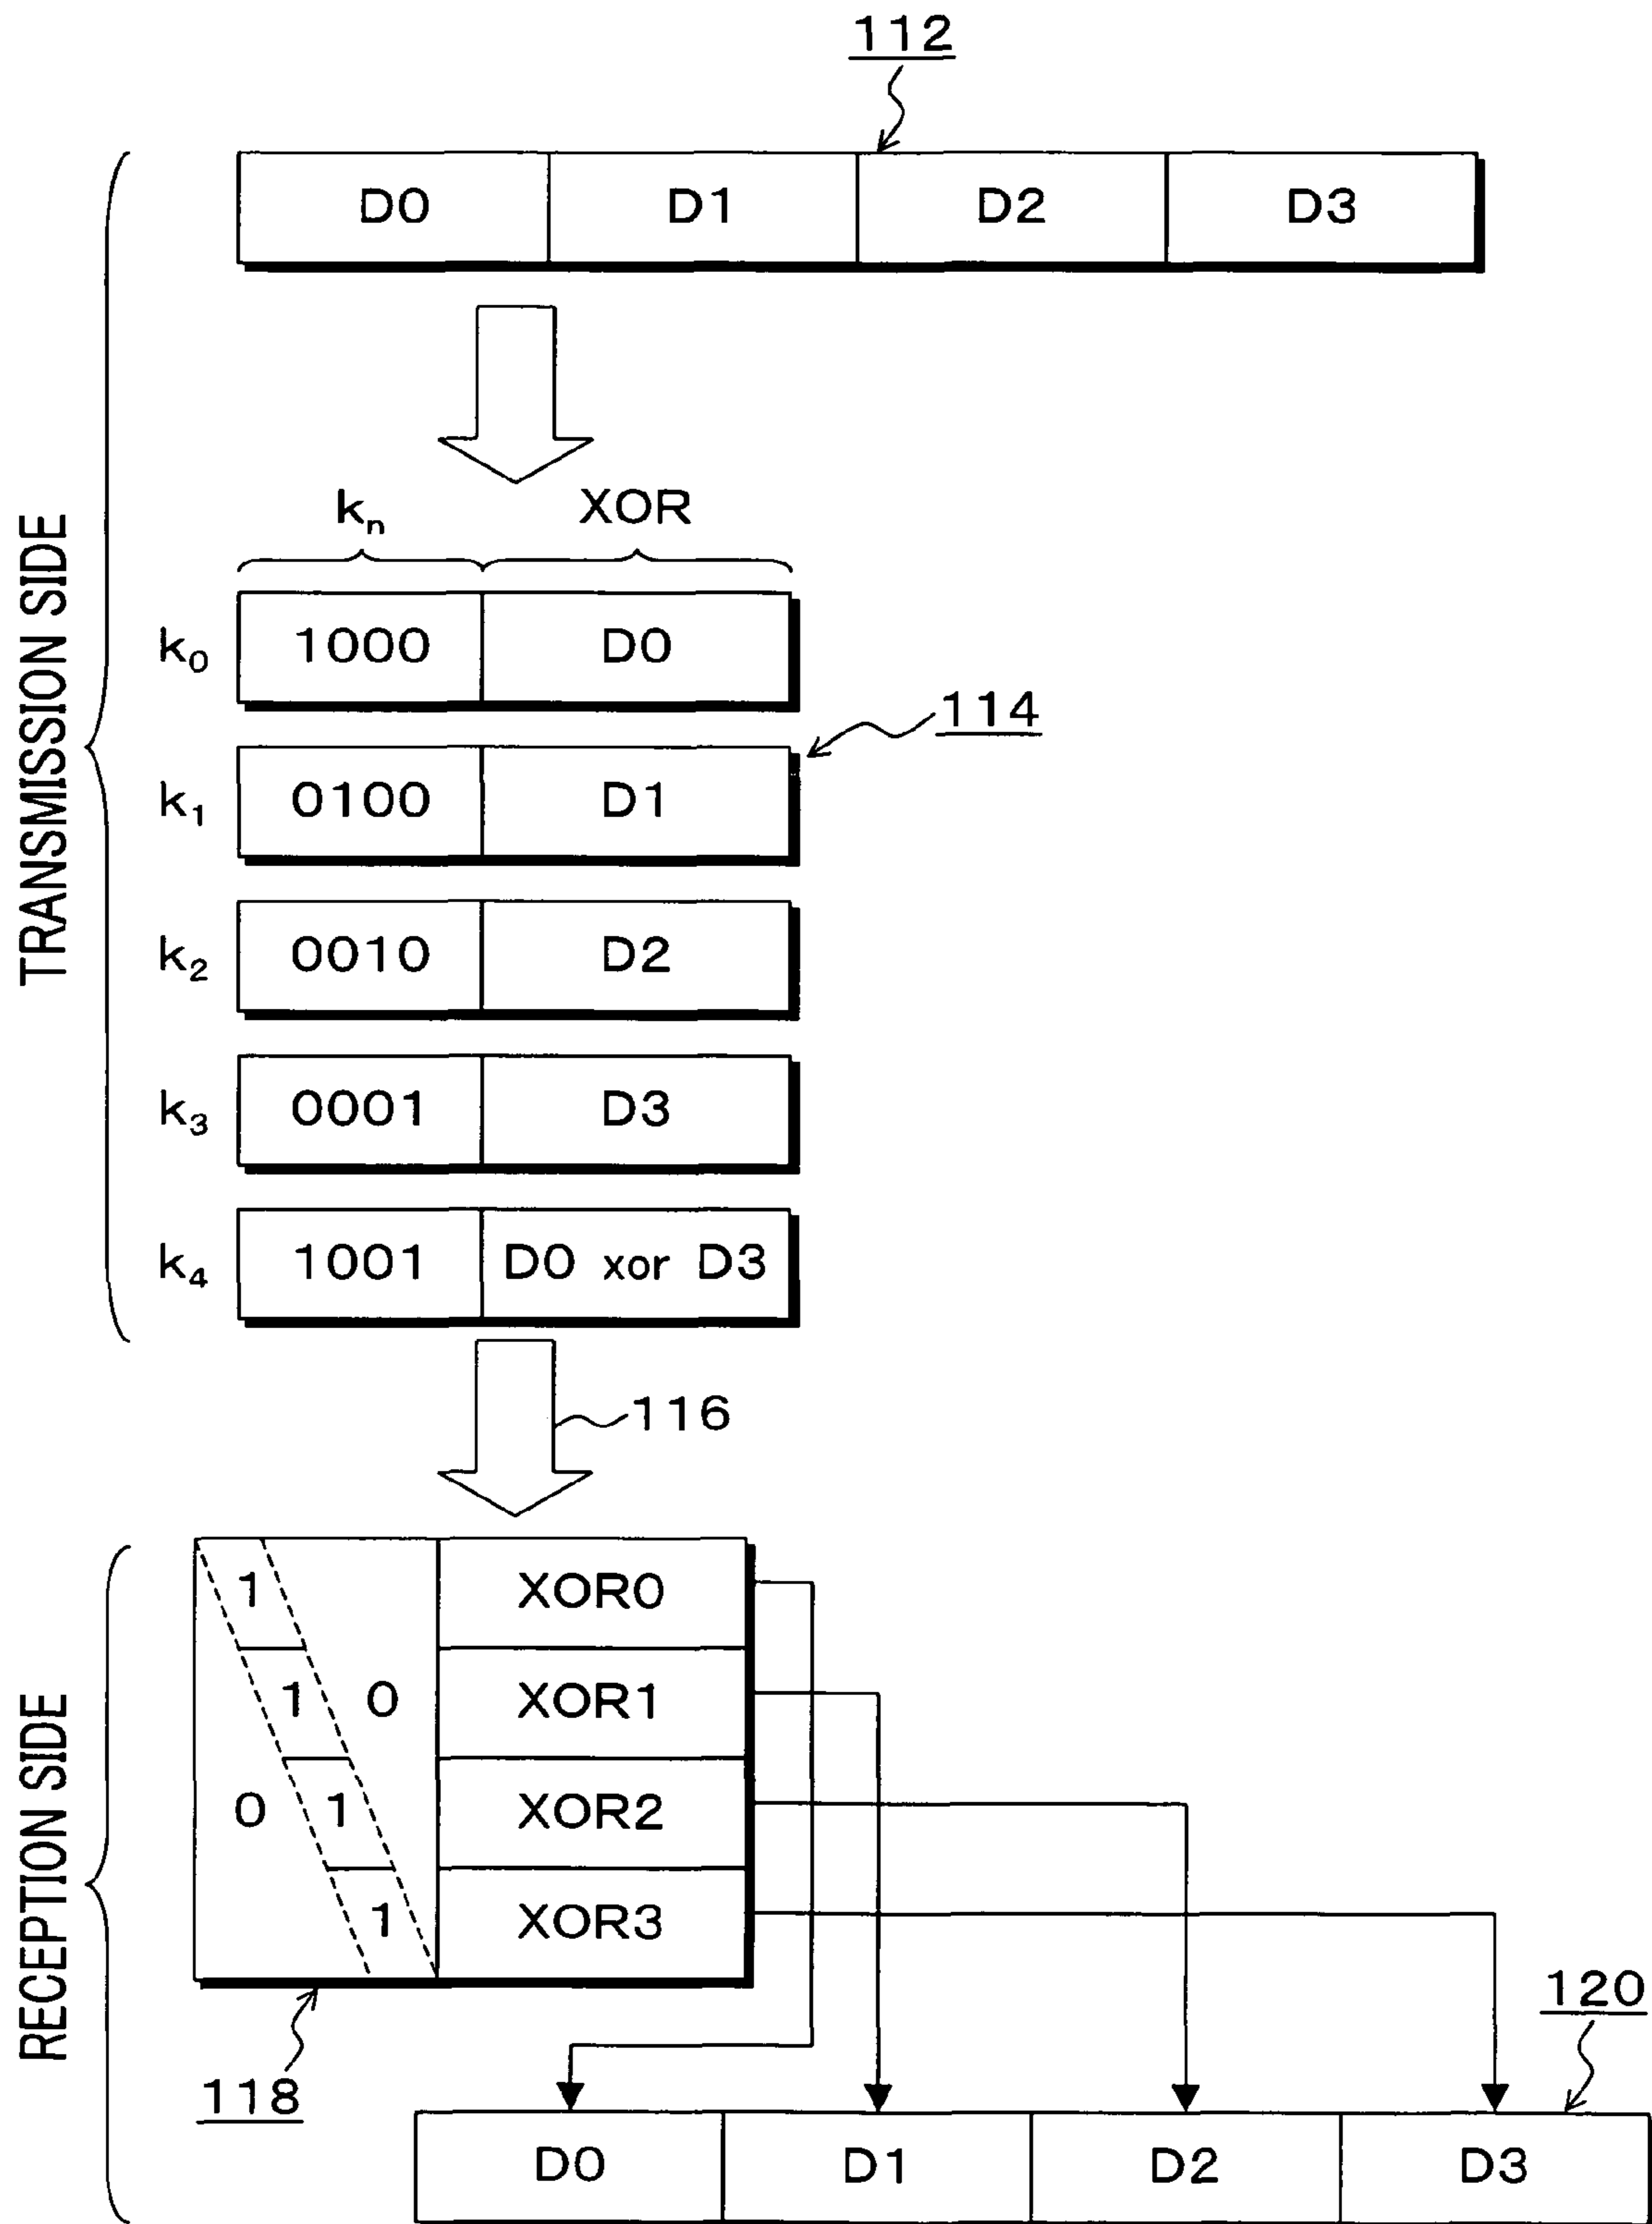 112
D0 D1 D2 D3
TRANSMISSION SIDE
kn XOR
k0 1000 D0
114
k1 0100 D1
k2 0010 D2
k3 0001 D3
k4 1001 D0 xor D3
116
RECEPTION SIDE
1 XOR0
1 0 XOR1
0 1 XOR2
1 XOR3
120
118
D0 D1 D2 D3